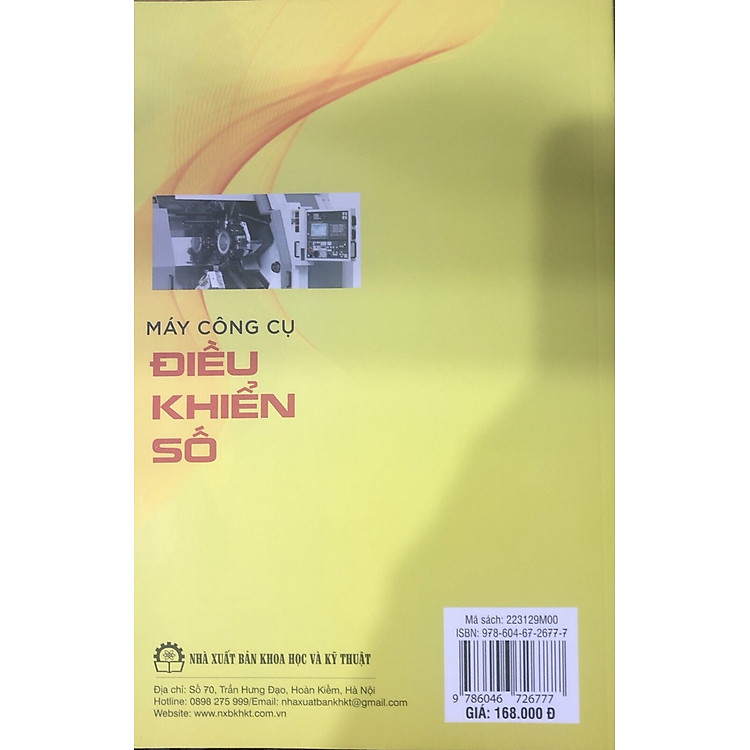 MÁY CÔNG CỤ
ĐIỀU
KHIỂN
SỐ
NHÀ XUẤT BẢN KHOA HỌC VÀ KỸ THUẬT
Địa chỉ: Số 70, Trần Hưng Đạo, Hoàn Kiếm, Hà Nội
Hotline: 0898 275 999/Email: nhaxuatbankhkt@gmail.com
Website: www.nxbkhkt.com.vn
Mã sách: 223129M00
ISBN: 978-604-67-2677-7
9 786046 726777
GIÁ: 168.000 Đ